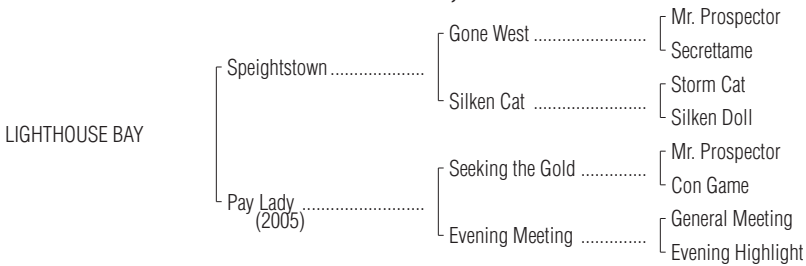 Mr. Prospector
Gone West ........................
Secrettame
Speightstown ....................
Storm Cat
Silken Cat ........................
Silken Doll
LIGHTHOUSE BAY
Mr. Prospector
Seeking the Gold ..............
Con Game
Pay Lady ..........................
(2005)
General Meeting
Evening Meeting ..............
Evening Highlight